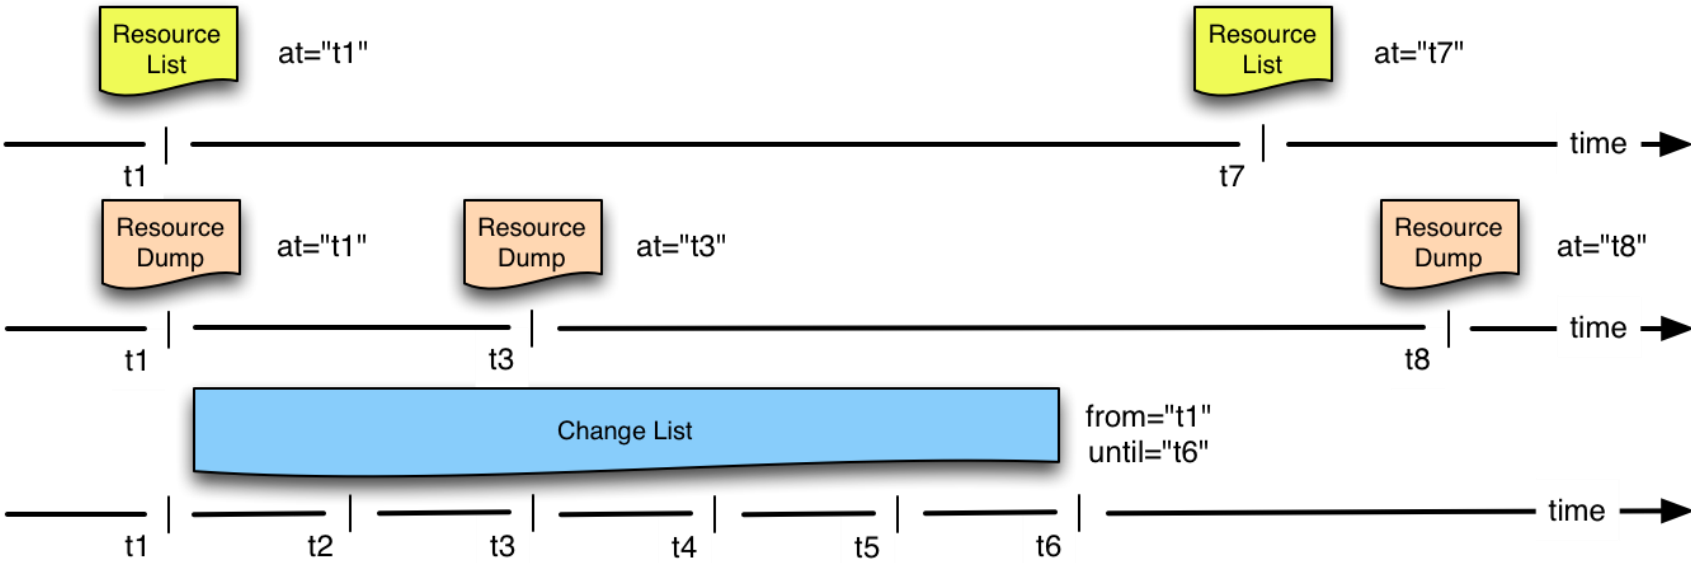 Resource
List
at="t1"
Resource
List
at="t7"
time
t1
t7
Resource
Dump
at="t1"
Resource
Dump
at="t3"
Resource
Dump
at="t8"
time
t1
t3
t8
Change List
from="t1"
until="t6"
time
t1
t2
t3
t4
t5
t6